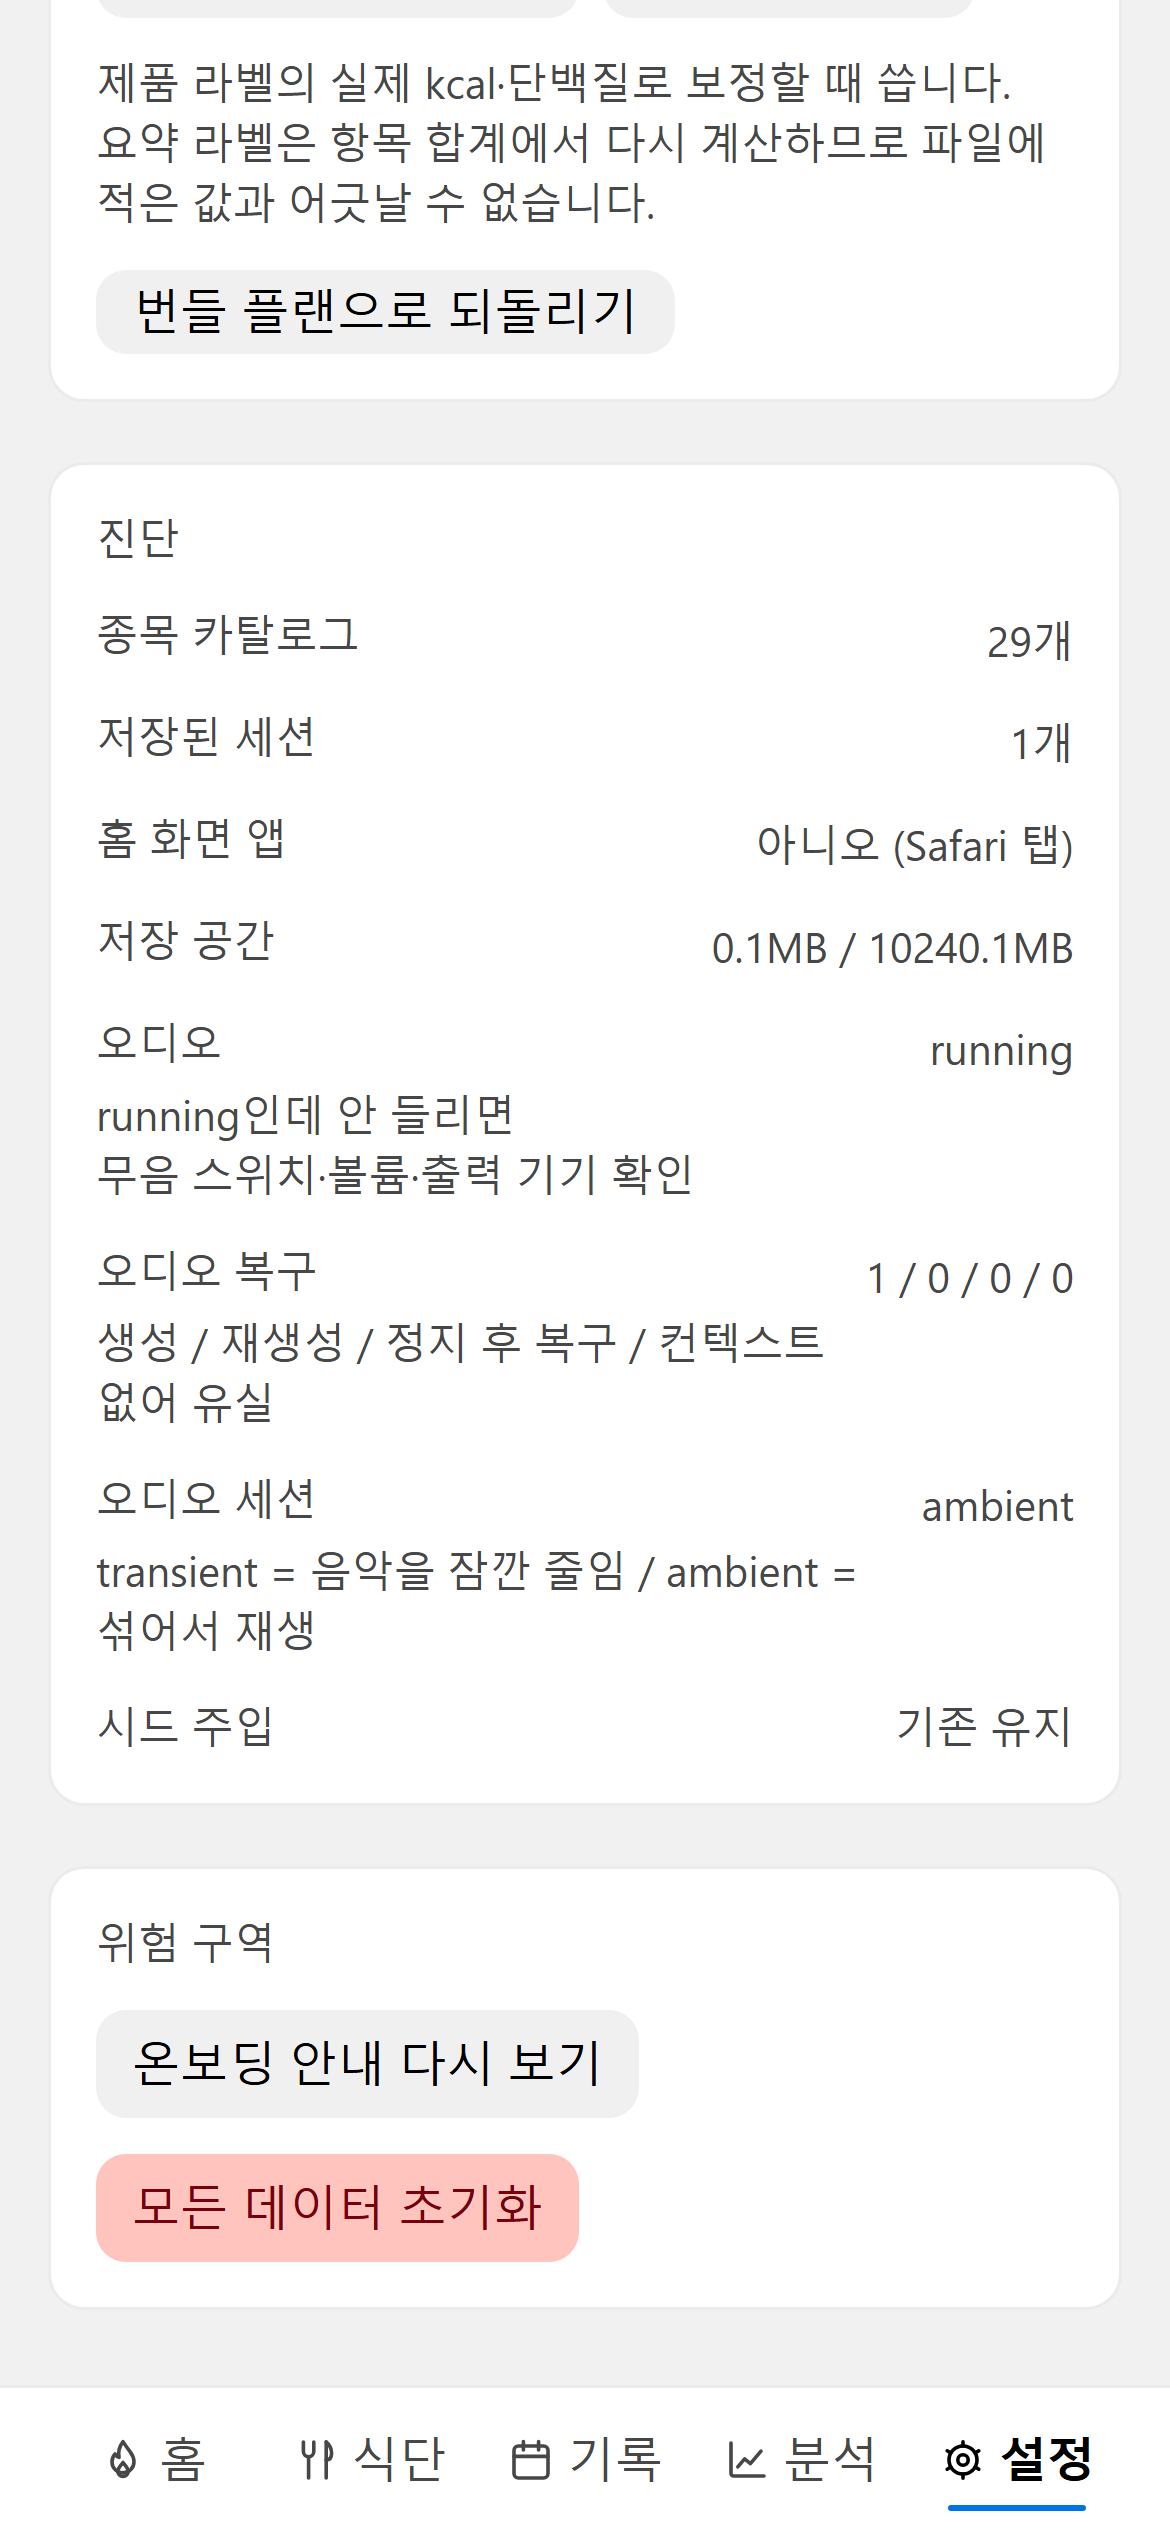 제품 라벨의 실제 kcal·단백질로 보정할 때 씁니다.
요약 라벨은 항목 합계에서 다시 계산하므로 파일에
적은 값과 어긋날 수 없습니다.
번들 플랜으로 되돌리기
진단
종목 카탈로그 29개
저장된 세션 1개
홈 화면 앱 아니오 (Safari 탭)
저장 공간 0.1MB / 10240.1MB
오디오 running
running인데 안 들리면
무음 스위치·볼륨·출력 기기 확인
오디오 복구 1 / 0 / 0 / 0
생성 / 재생성 / 정지 후 복구 / 컨텍스트
없어 유실
오디오 세션 ambient
transient = 음악을 잠깐 줄임 / ambient =
섞어서 재생
시드 주입 기존 유지
위험 구역
온보딩 안내 다시 보기
모든 데이터 초기화
홈 식단 기록 분석 설정